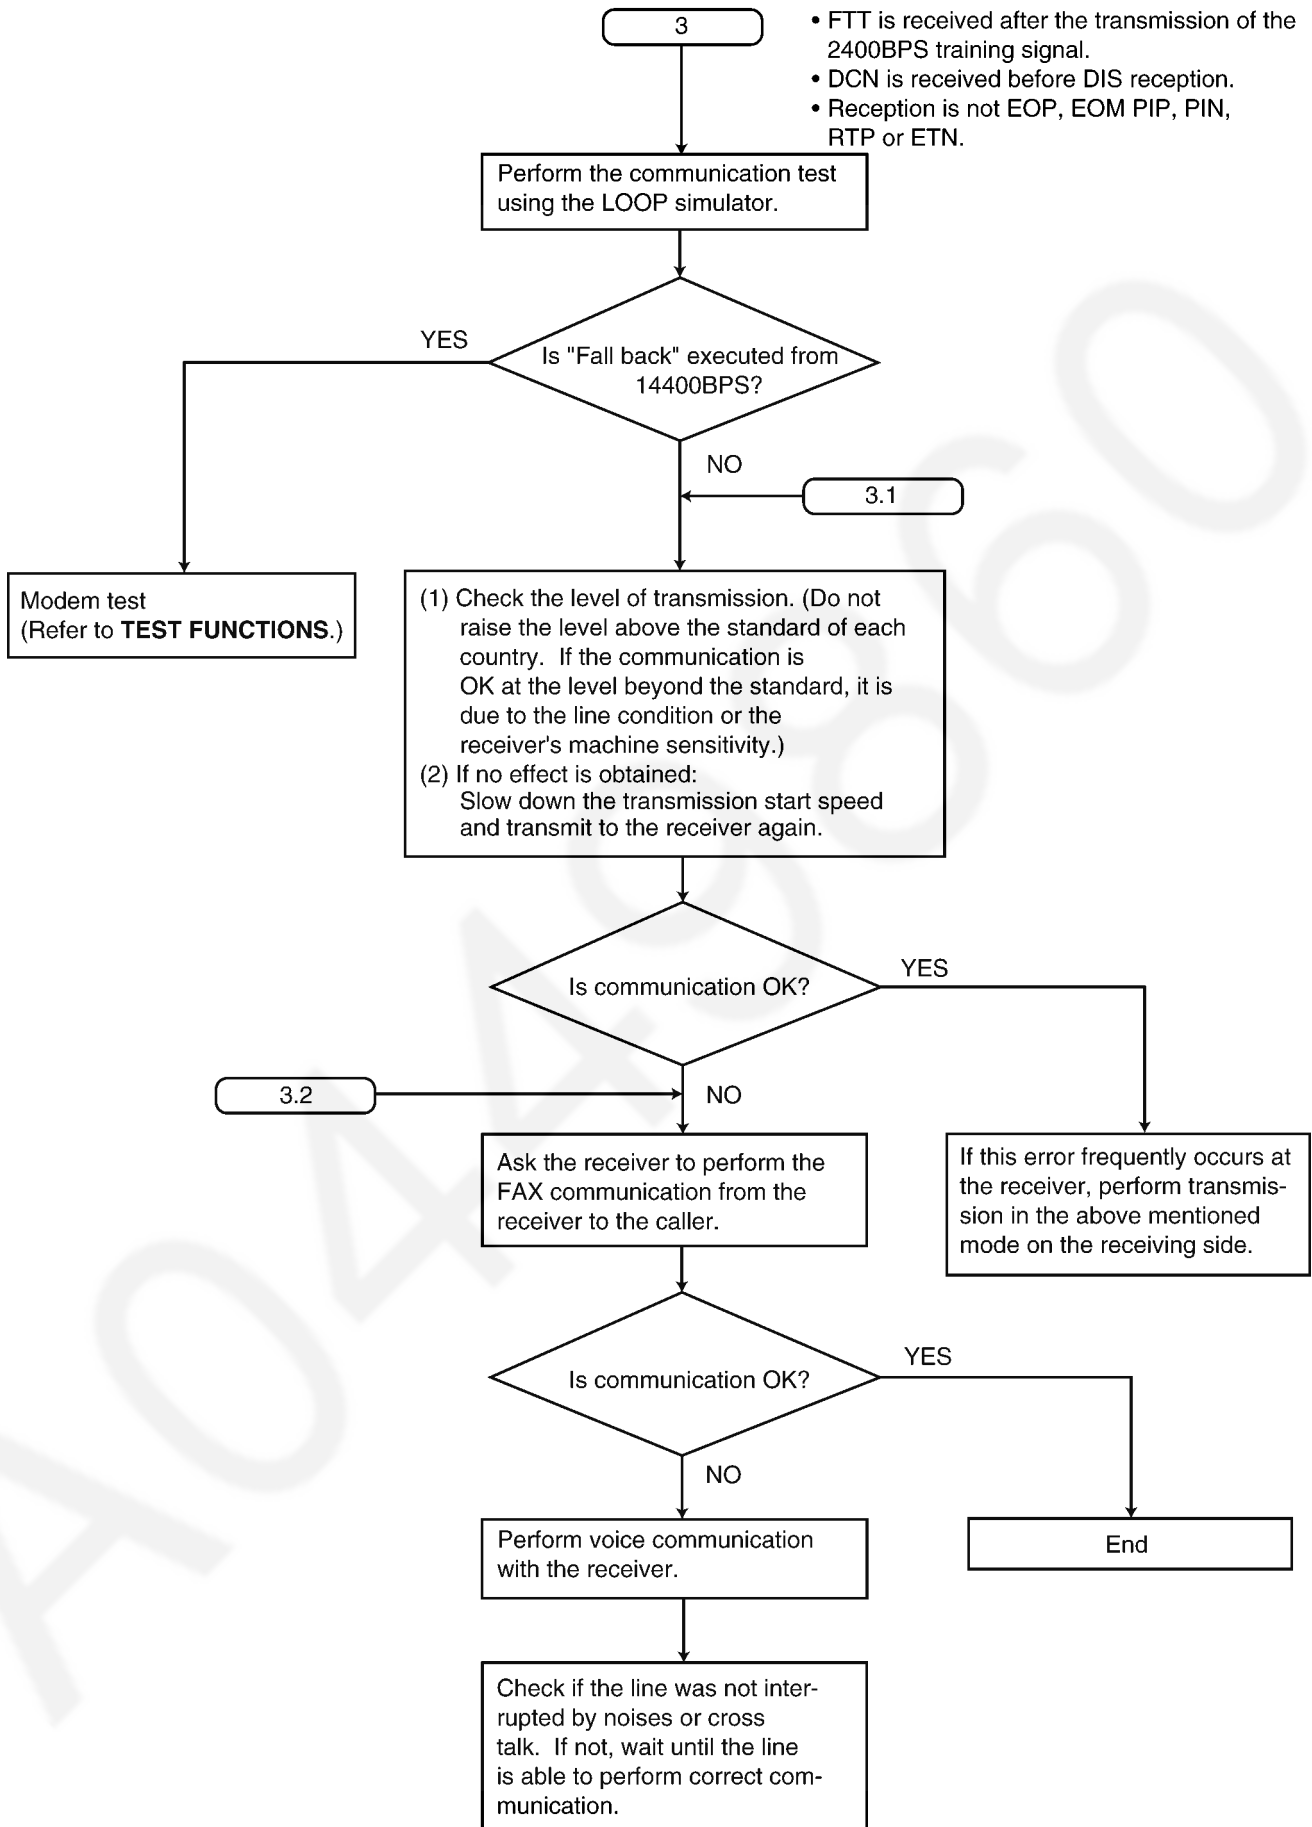 3
• FTT is received after the transmission of the
2400BPS training signal.
• DCN is received before DIS reception.
• Reception is not EOP, EOM PIP, PIN,
RTP or ETN.
Perform the communication test
using the LOOP simulator.
YES
Is "Fall back" executed from
14400BPS?
NO
3.1
Modem test
(Refer to TEST FUNCTIONS.)
(1) Check the level of transmission. (Do not
raise the level above the standard of each
country. If the communication is
OK at the level beyond the standard, it is
due to the line condition or the
receiver's machine sensitivity.)
(2) If no effect is obtained:
Slow down the transmission start speed
and transmit to the receiver again.
Is communication OK?
YES
3.2
NO
Ask the receiver to perform the
FAX communication from the
receiver to the caller.
If this error frequently occurs at
the receiver, perform transmis-
sion in the above mentioned
mode on the receiving side.
Is communication OK?
YES
NO
Perform voice communication
with the receiver.
End
Check if the line was not inter-
rupted by noises or cross
talk. If not, wait until the line
is able to perform correct com-
munication.
A0449860